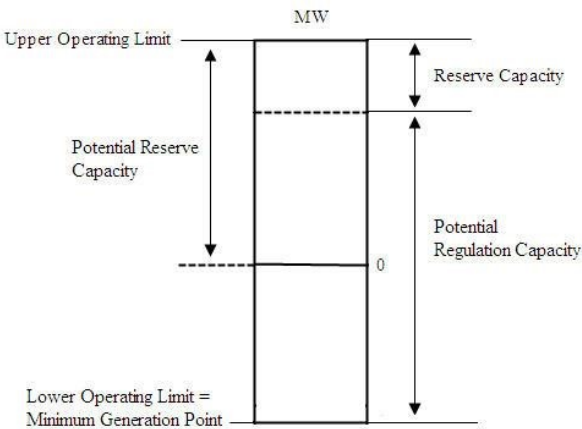 MW
Upper Operating Limit
Reserve Capacity
Potential Reserve
Capacity
Potential
Regulation Capacity
0
Lower Operating Limit =
Minimum Generation Point